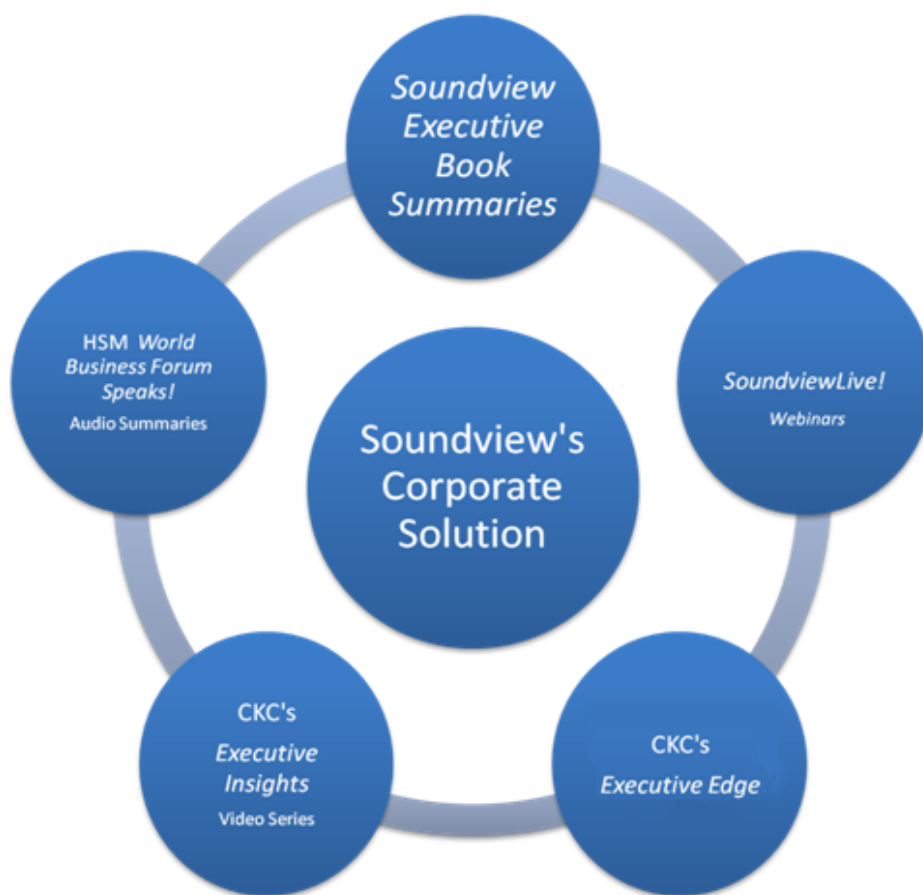 Soundview
Executive
Book
Summaries
HSM World
Business Forum
Speaks!
Audio Summaries
SoundviewLive!
Webinars
Soundview's
Corporate
Solution
CKC's
Executive
Insights
Video Series
CKC's
Executive Edge